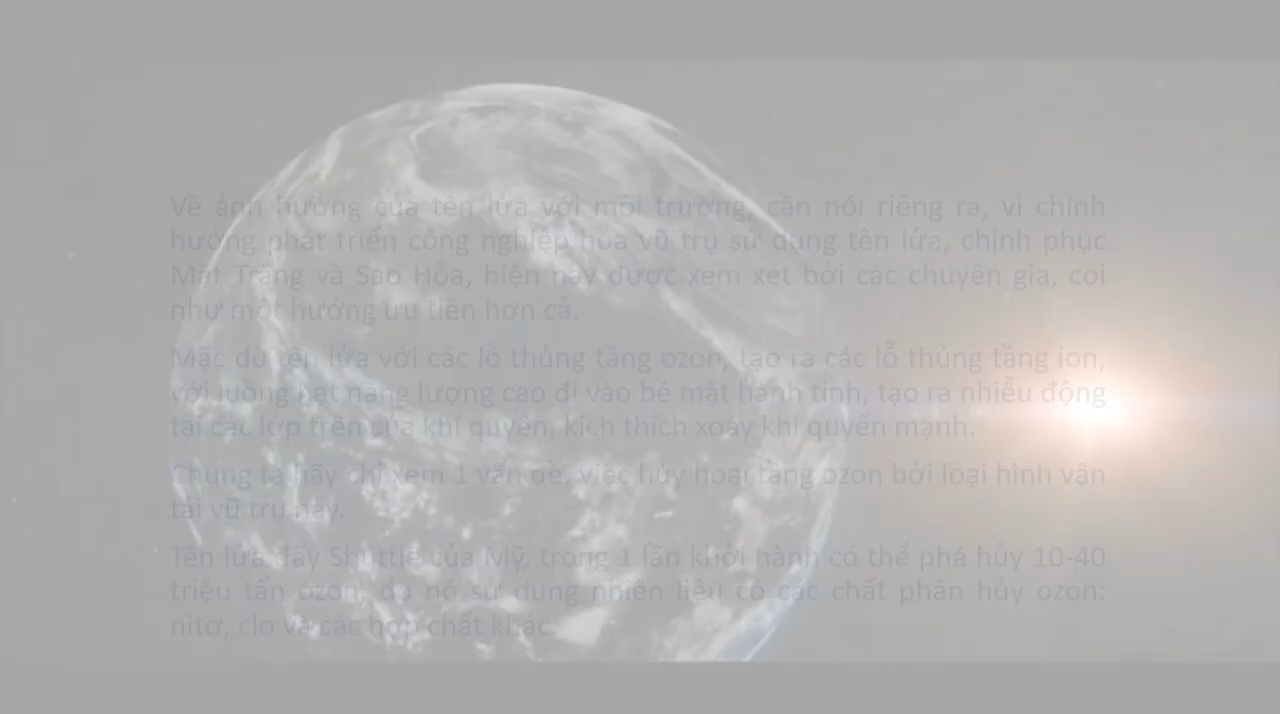 Về ảnh hưởng của tên lửa với môi trường, cần nói riêng ra, vì chính
hướng phát triển công nghiệp hóa vũ trụ sử dụng tên lửa, chinh phục
Mặt Trăng và Sao Hỏa, hiện nay được xem xét bởi các chuyên gia, coi
như một hướng ưu tiên hơn cả.
Mặc dù tên lửa với các lỗ thủng tầng ozon, tạo ra các lỗ thủng tầng ion,
với luồng hạt năng lượng cao đi vào bề mặt hành tinh, tạo ra nhiễu động
tại các lớp trên của khí quyển, kích thích xoáy khí quyển mạnh.
Chúng ta hãy chỉ xem 1 vấn đề, việc hủy hoại tầng ozon bởi loại hình vận
tải vũ trụ này.
Tên lửa đẩy Shuttle của Mỹ, trong 1 lần khởi hành có thể phá hủy 10-40
triệu tấn ozon, do nó sử dụng nhiên liệu có các chất phân hủy ozon:
nitơ, clo và các hợp chất khác.